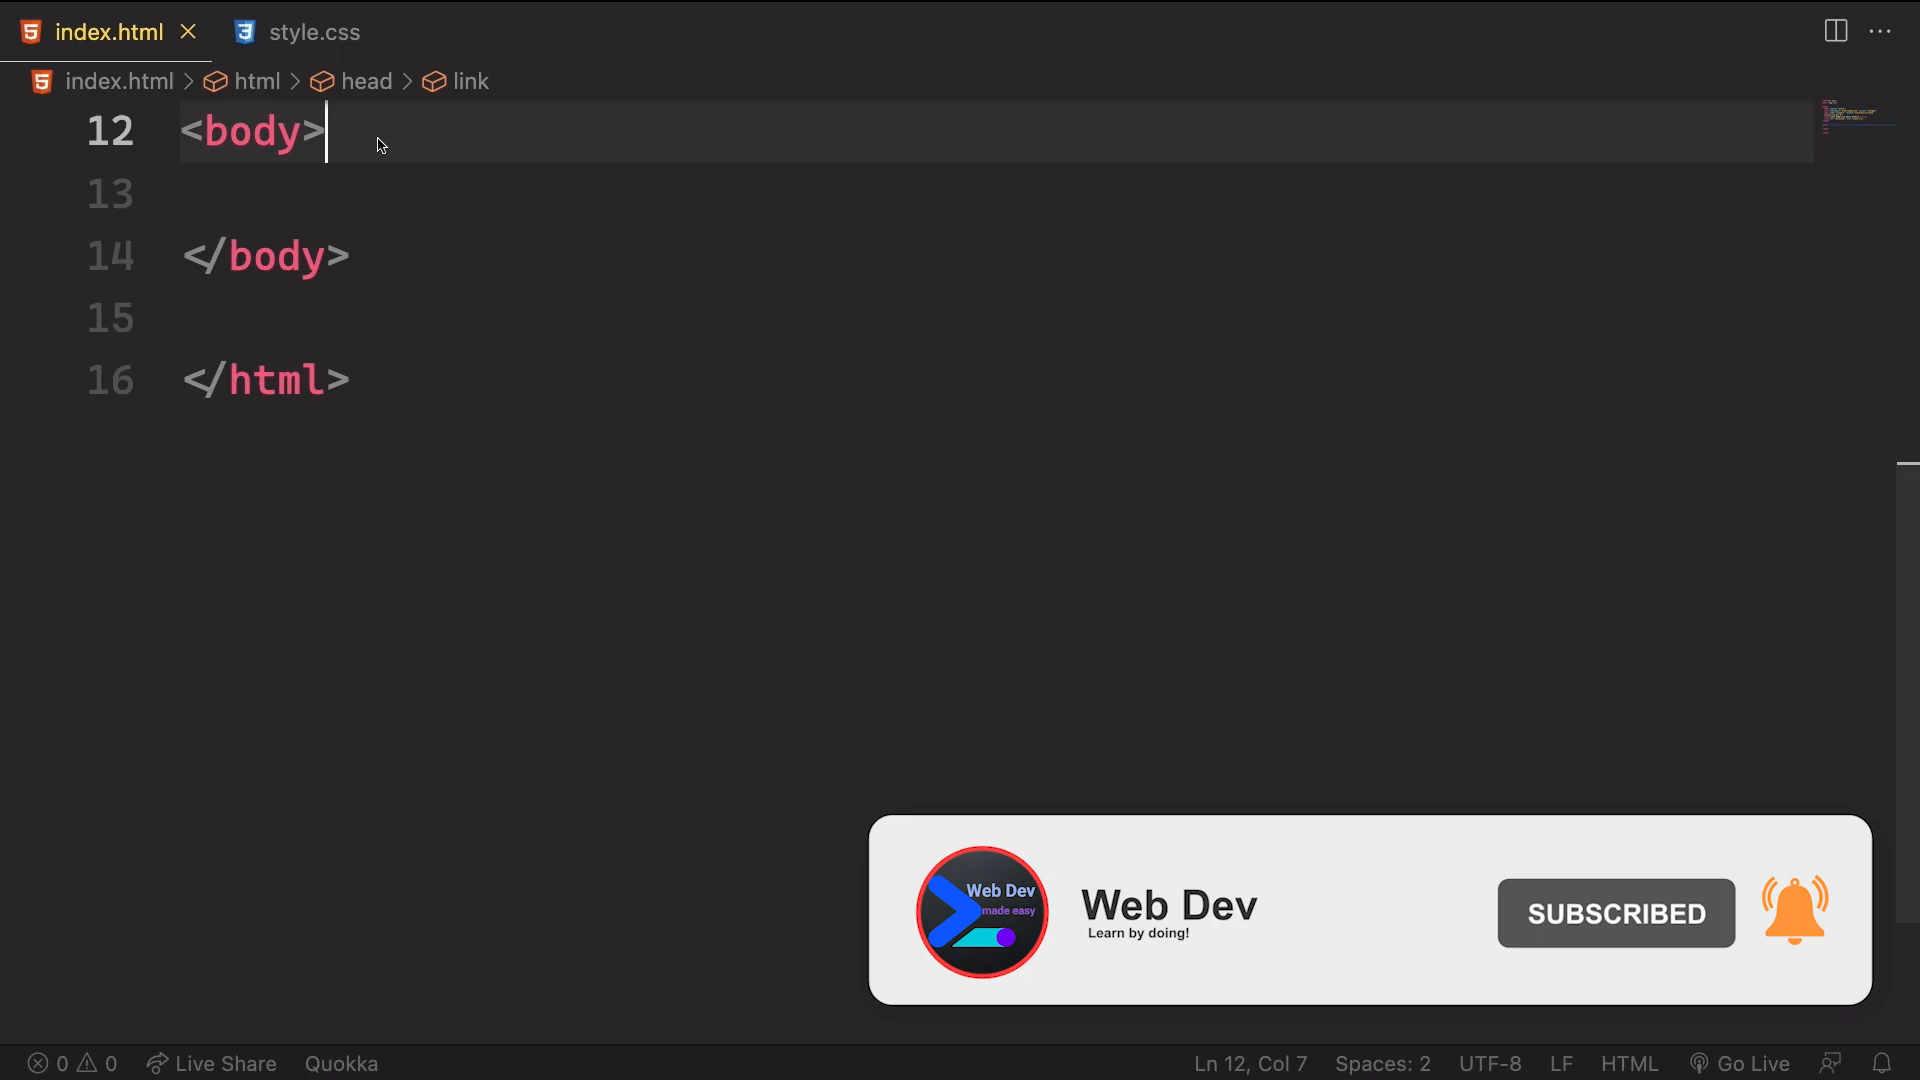 index.html
style.css
index.html > html > head > link
12 <body>
13
14 </body>
15
16 </html>
Web Dev
made easy
Web Dev
Learn by doing!
SUBSCRIBED
0 0 Live Share Quokka Ln 12, Col 7 Spaces: 2 UTF-8 LF HTML Go Live